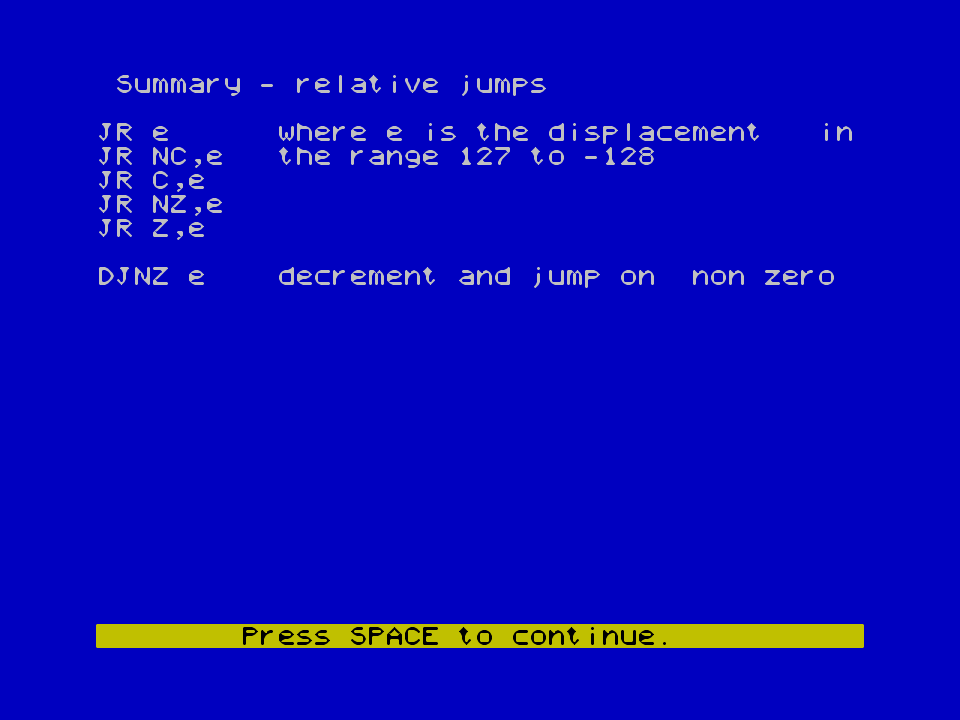 Summary - relative jumps
JR e where e is the displacement in
JR NC,e the range 127 to -128
JR C,e
JR NZ,e
JR Z,e
DJNZ e decrement and jump on non zero
Press SPACE to continue.